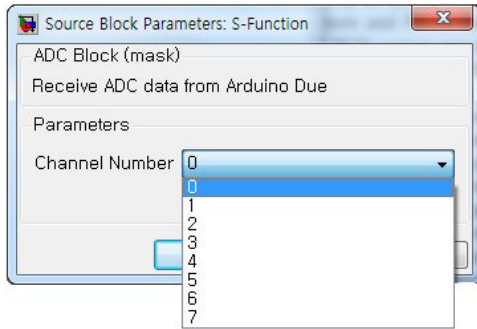 Source Block Parameters: S-Function
ADC Block (mask)
Receive ADC data from Arduino Due
Parameters
Channel Number 0
0
1
2
3
4
5
6
7